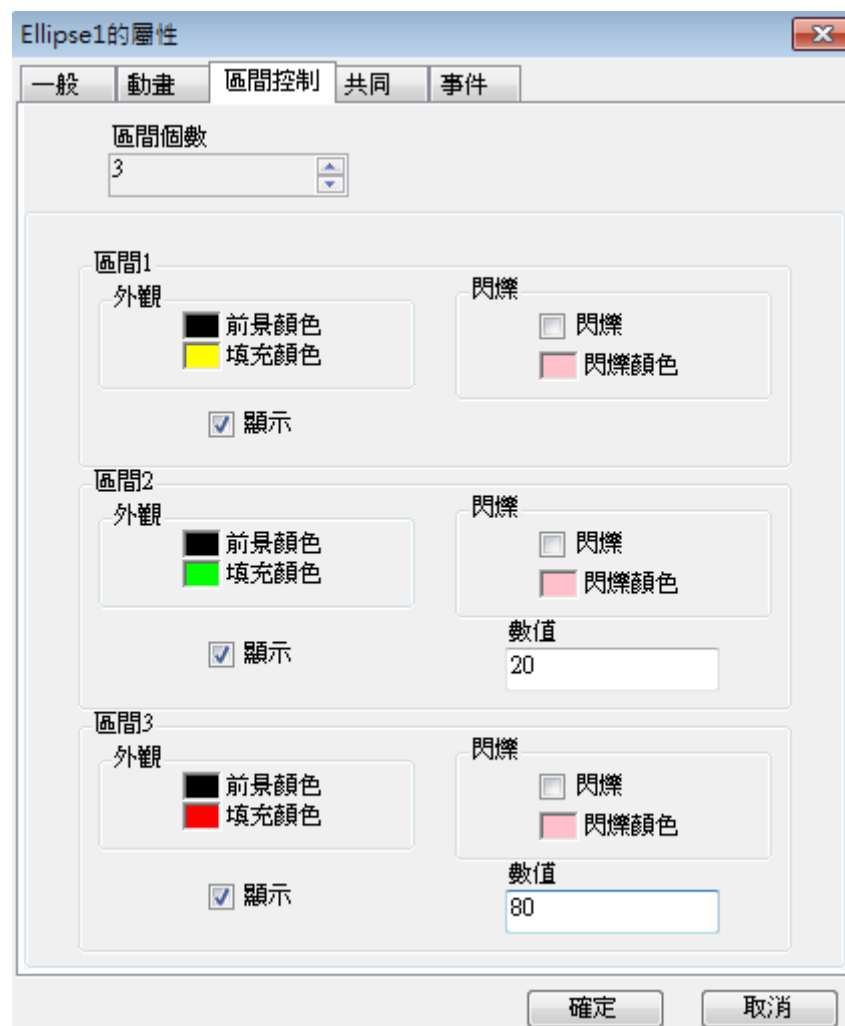 Ellipse1的屬性
一般 動畫 區間控制 共同 事件
區間個數
3
區間1
外觀 閃爍
前景顏色 閃爍
填充顏色 閃爍顏色
顯示
區間2
外觀 閃爍
前景顏色 閃爍
填充顏色 閃爍顏色
數值
顯示 20
區間3
外觀 閃爍
前景顏色 閃爍
填充顏色 閃爍顏色
數值
顯示 80
確定 取消